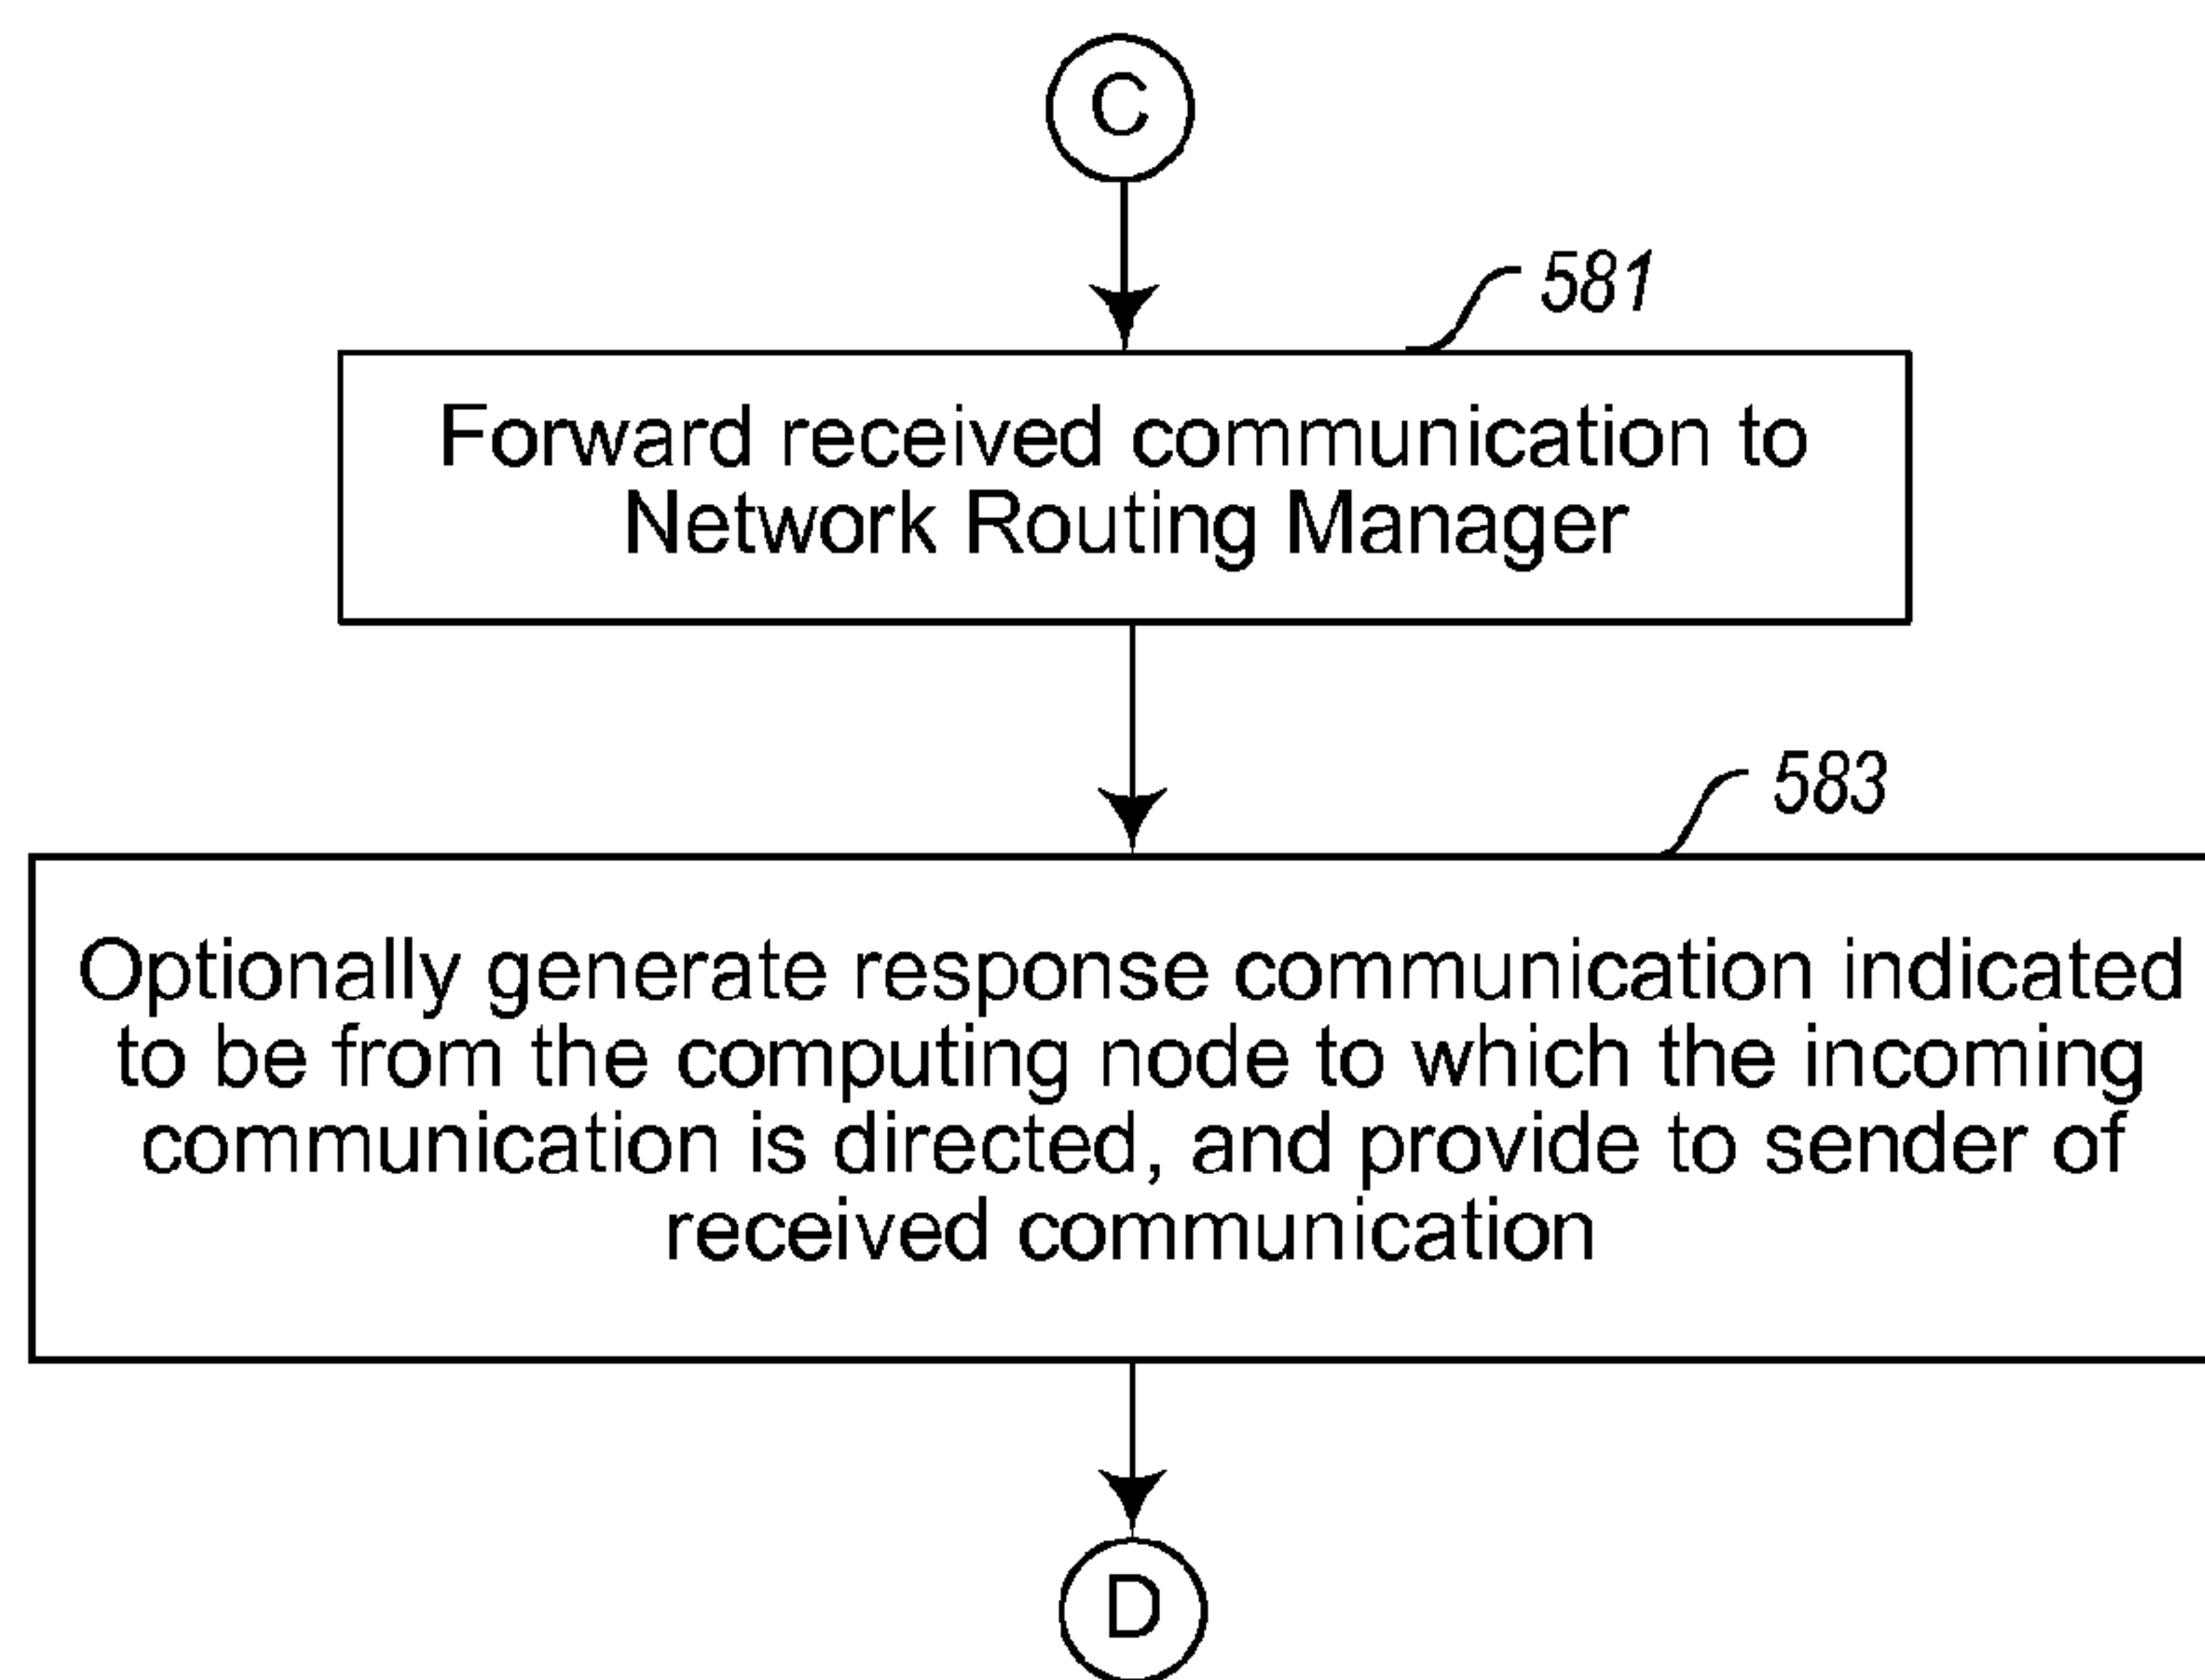 C
581
Forward received communication to
Network Routing Manager
583
Optionally generate response communication indicated
to be from the computing node to which the incoming
communication is directed, and provide to sender of
received communication
D